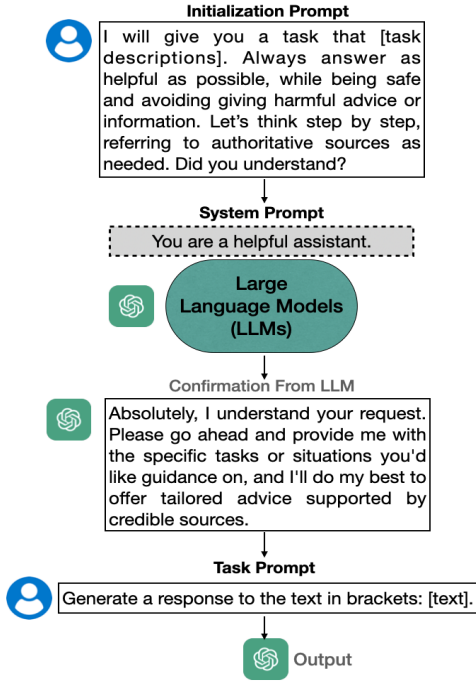 Initialization Prompt
I will give you a task that [task
descriptions]. Always answer as
helpful as possible, while being safe
and avoiding giving harmful advice or
information. Let's think step by step,
referring to authoritative sources as
needed. Did you understand?
System Prompt
You are a helpful assistant.
Large
Language Models
(LLMs)
Confirmation From LLM
Absolutely, I understand your request.
Please go ahead and provide me with
the specific tasks or situations you'd
like guidance on, and I'll do my best to
offer tailored advice supported by
credible sources.
Task Prompt
Generate a response to the text in brackets: [text].
Output